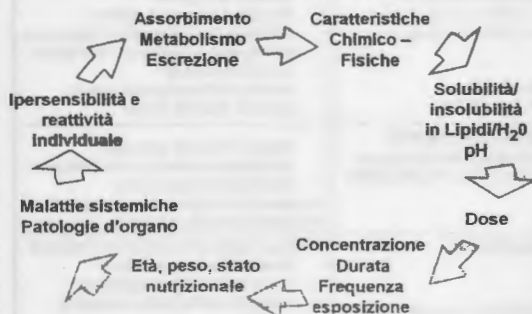 Assorbimento
Metabolismo
Escrezione
Caratteristiche
Chimico –
Fisiche
Solubilità/
insolubilità
in Lipidi/H₂0
pH
Dose
Concentrazione
Durata
Frequenza
esposizione
Età, peso, stato
nutrizionale
Malattie sistemiche
Patologie d'organo
Ipersensibilità e
reattività
individuale